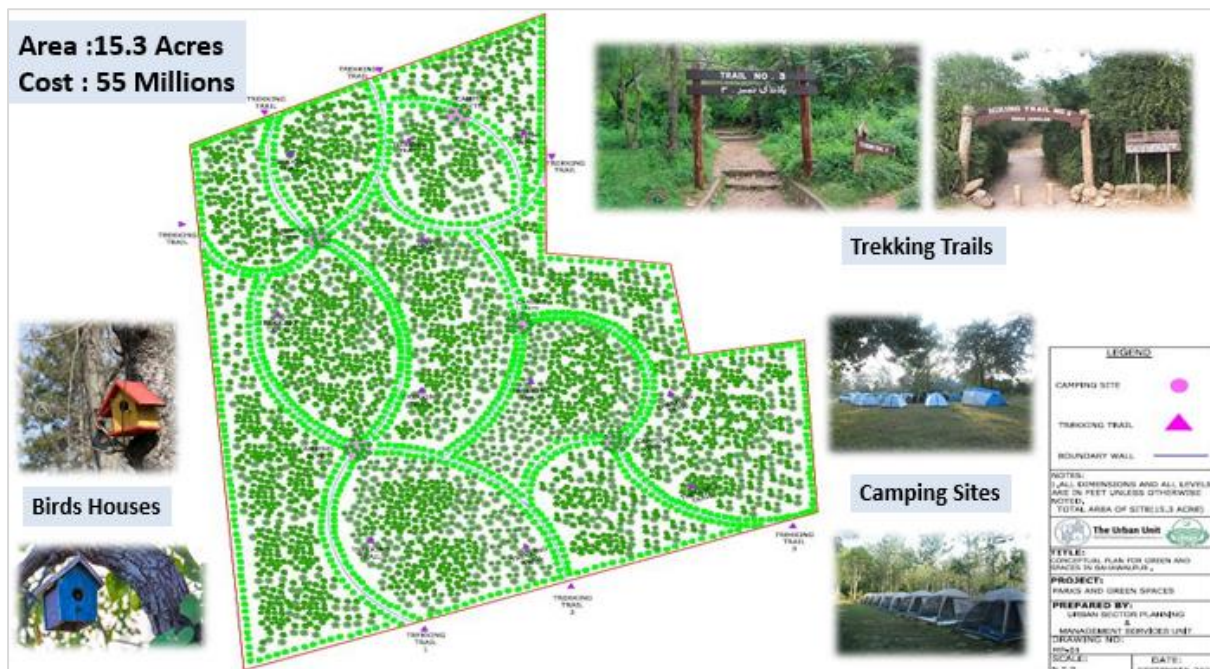 Area :15.3 Acres
Cost : 55 Millions
TREKKING
TRAIL
TREKKING
TRAIL
TREKKING
TRAIL
TREKKING
TRAIL
TRAIL NO. 3
Trekking Trails
Birds Houses
Camping Sites
TREKKING
TRAIL
1
TREKKING
TRAIL
2
TREKKING
TRAIL
3
LEGEND
CAMPING SITE
TREKKING TRAIL
BOUNDARY WALL
NOTES:
1,ALL DIMENSIONS AND ALL LEVELS
ARE IN FEET UNLESS OTHERWISE
NOTED,
TOTAL AREA OF SITE(15.3 ACRE)
The Urban Unit
TITLE:
CONCEPTUAL PLAN FOR GREEN AND
SPACES IN BAHAWALPUR,
PROJECT:
PARKS AND GREEN SPACES
PREPARED BY:
URBAN SECTOR PLANNING
&
MANAGEMENT SERVICES UNIT
DRAWING NO:
SCALE:
DATE: